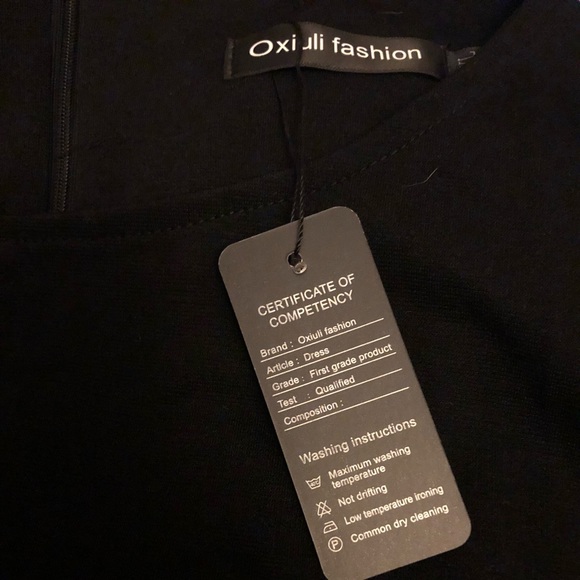 Oxiuli fashion
CERTIFICATE OF
COMPETENCY
Brand : Oxiuli fashion
Article : Dress
Grade : First grade product
Test : Qualified
Composition :
Washing instructions
Maximum washing
temperature
Not drifting
Low temperature ironing
P Common dry cleaning